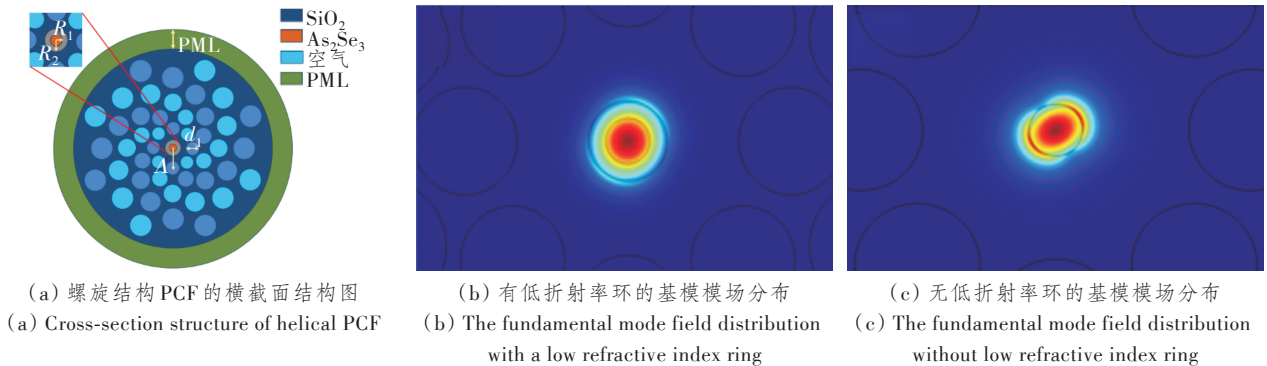 R₁
R₂
PML
SiO₂
As₂Se₃
空气
PML
d₁
Λ
(a) 螺旋结构PCF的横截面结构图
(a) Cross-section structure of helical PCF
(b) 有低折射率环的基模模场分布
(b) The fundamental mode field distribution
with a low refractive index ring
(c) 无低折射率环的基模模场分布
(c) The fundamental mode field distribution
without low refractive index ring